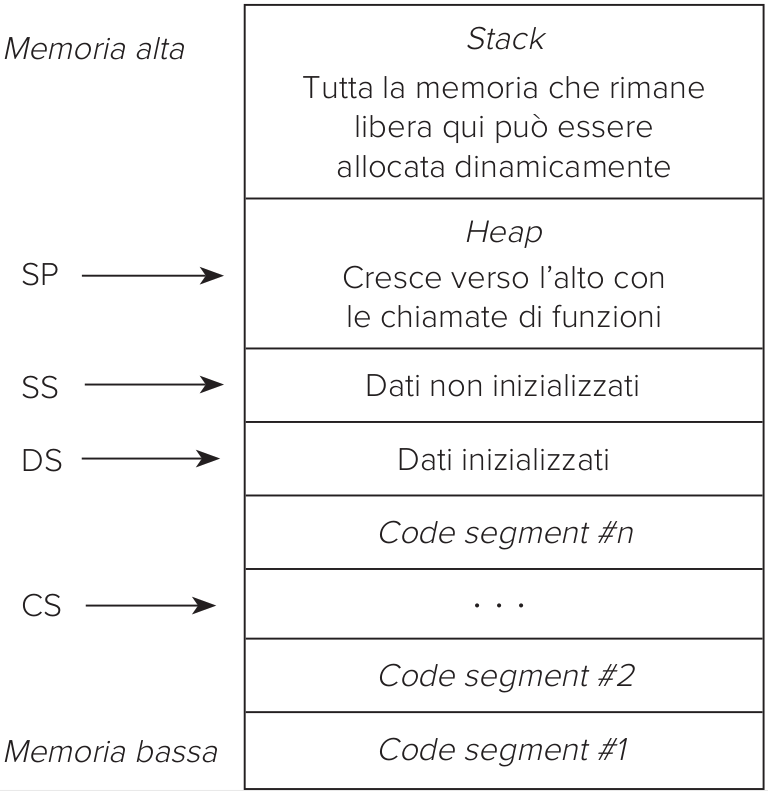 Memoria alta
Stack
Tutta la memoria che rimane
libera qui può essere
allocata dinamicamente
Heap
SP
Cresce verso l’alto con
le chiamate di funzioni
SS
Dati non inizializzati
DS
Dati inizializzati
Code segment #n
CS
. . .
Code segment #2
Memoria bassa
Code segment #1